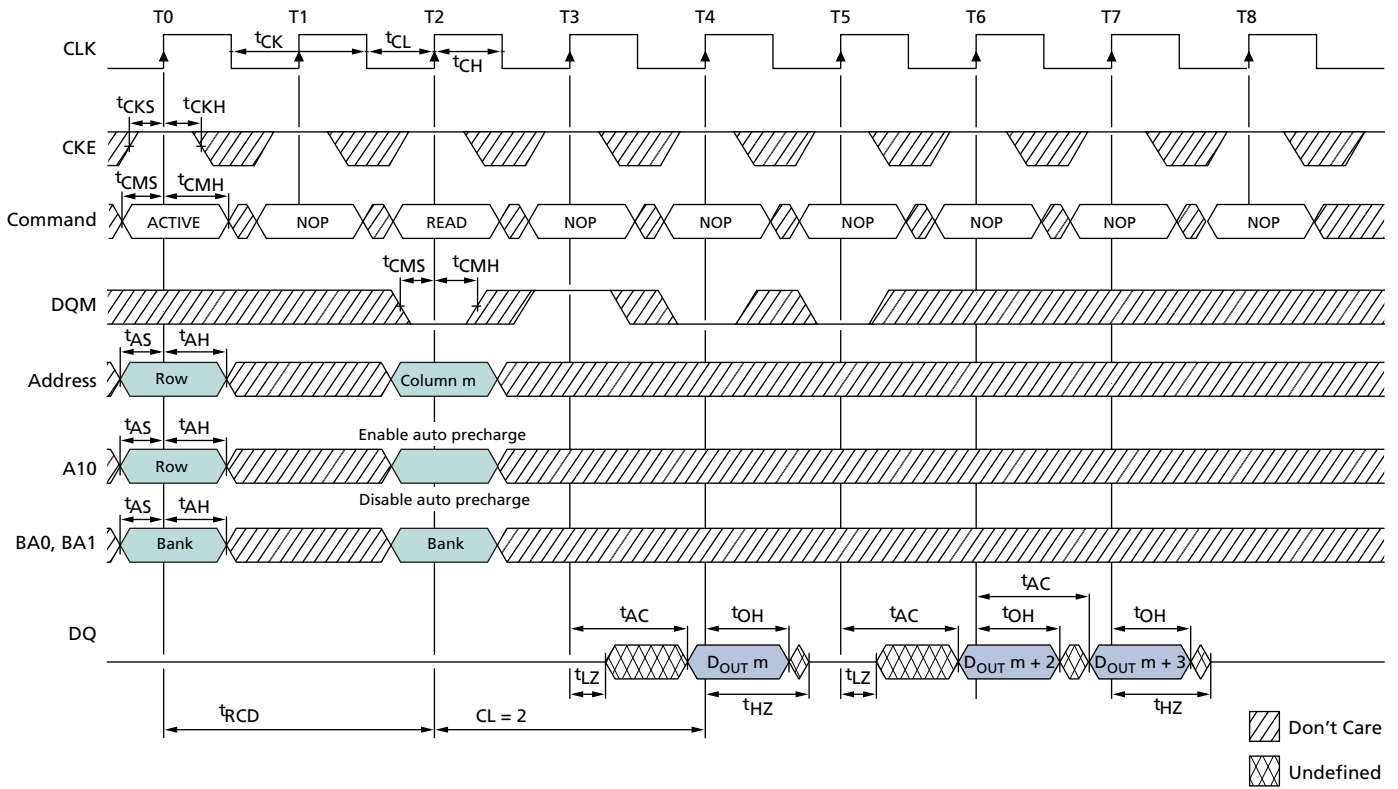 T0 T1 T2 T3 T4 T5 T6 T7 T8
CLK
tCK tCL
tCH
tCKS tCKH
CKE
tCMS tCMH
Command ACTIVE NOP READ NOP NOP NOP NOP NOP NOP
tCMS tCMH
DQM
tAS tAH
Address Row Column m
tAS tAH Enable auto precharge
A10 Row
Disable auto precharge
tAS tAH
BA0, BA1 Bank Bank
tAC
tAC tOH tAC tOH tOH
DQ
DOUT m DOUT m + 2 DOUT m + 3
tLZ tLZ
tHZ tHZ
tRCD CL = 2
Don't Care
Undefined